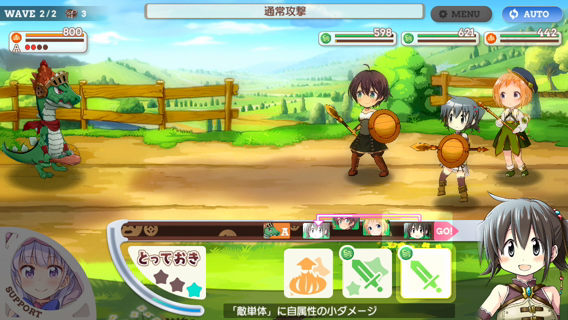 WAVE 2/2 3
通常攻撃
MENU
AUTO
800
A
598
621
442
A
GO!
とっておき
SUPPORT
「敵単体」に自属性の小ダメージ